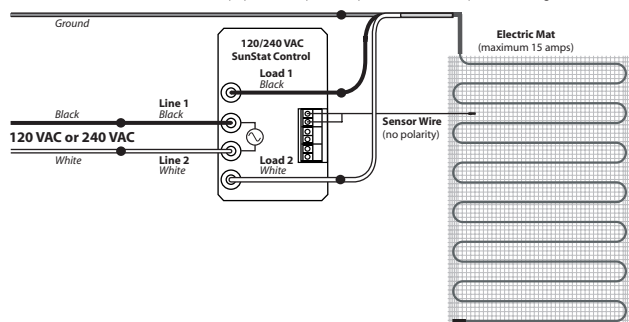 Ground
120/240 VAC
SunStat Control
Load 1
Black
Electric Mat
(maximum 15 amps)
Black
Line 1
Black
Sensor Wire
(no polarity)
120 VAC or 240 VAC
White
Line 2
White
Load 2
White